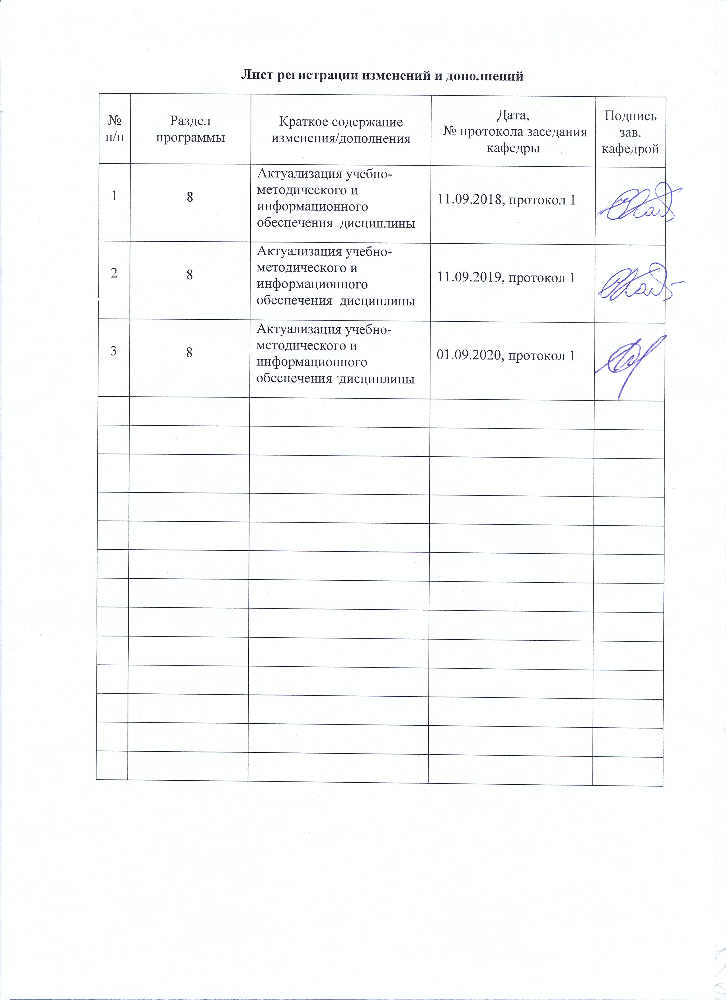 Лист регистрации изменений и дополнений
№
п/п
Раздел
программы
Краткое содержание
изменения/дополнения
Дата,
№ протокола заседания
кафедры
Подпись
зав.
кафедрой
1
8
Актуализация учебно-
методического и
информационного
обеспечения дисциплины
11.09.2018, протокол 1
2
8
Актуализация учебно-
методического и
информационного
обеспечения дисциплины
11.09.2019, протокол 1
3
8
Актуализация учебно-
методического и
информационного
обеспечения дисциплины
01.09.2020, протокол 1